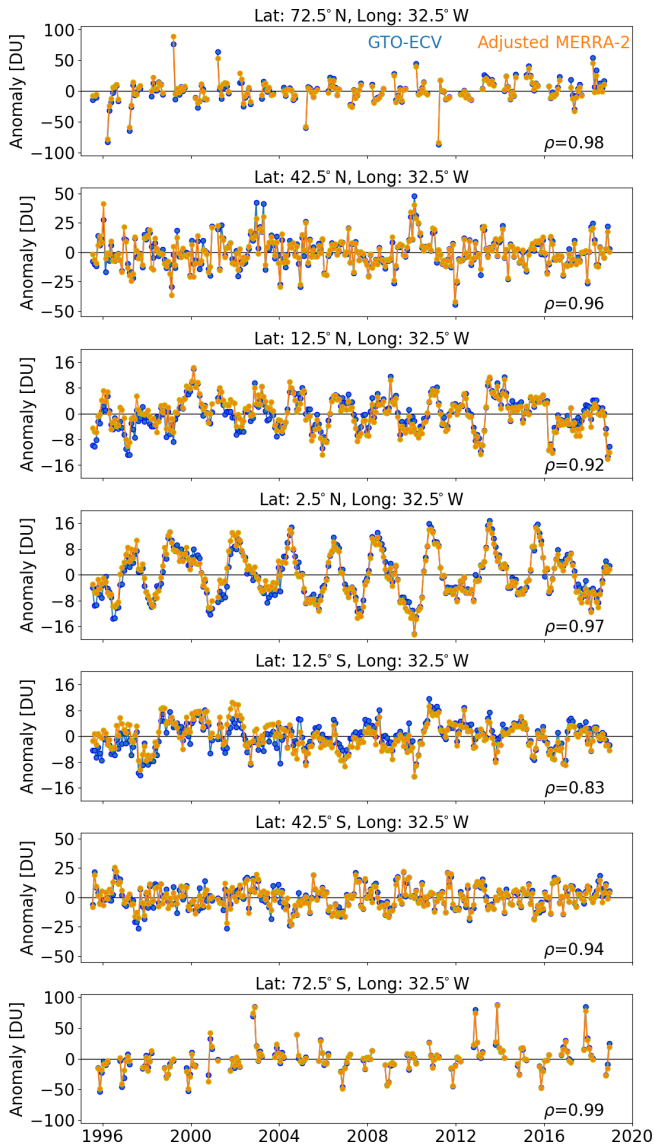 Lat: 72.5°N, Long: 32.5°W
GTO-ECV Adjusted MERRA-2
Anomaly [DU]
100
50
0
−50
−100
ρ=0.98
Lat: 42.5°N, Long: 32.5°W
Anomaly [DU]
50
25
0
−25
−50
ρ=0.96
Lat: 12.5°N, Long: 32.5°W
Anomaly [DU]
16
8
0
−8
−16
ρ=0.92
Lat: 2.5°N, Long: 32.5°W
Anomaly [DU]
16
8
0
−8
−16
ρ=0.97
Lat: 12.5°S, Long: 32.5°W
Anomaly [DU]
16
8
0
−8
−16
ρ=0.83
Lat: 42.5°S, Long: 32.5°W
Anomaly [DU]
50
25
0
−25
−50
ρ=0.94
Lat: 72.5°S, Long: 32.5°W
Anomaly [DU]
100
50
0
−50
−100
ρ=0.99
1996 2000 2004 2008 2012 2016 2020